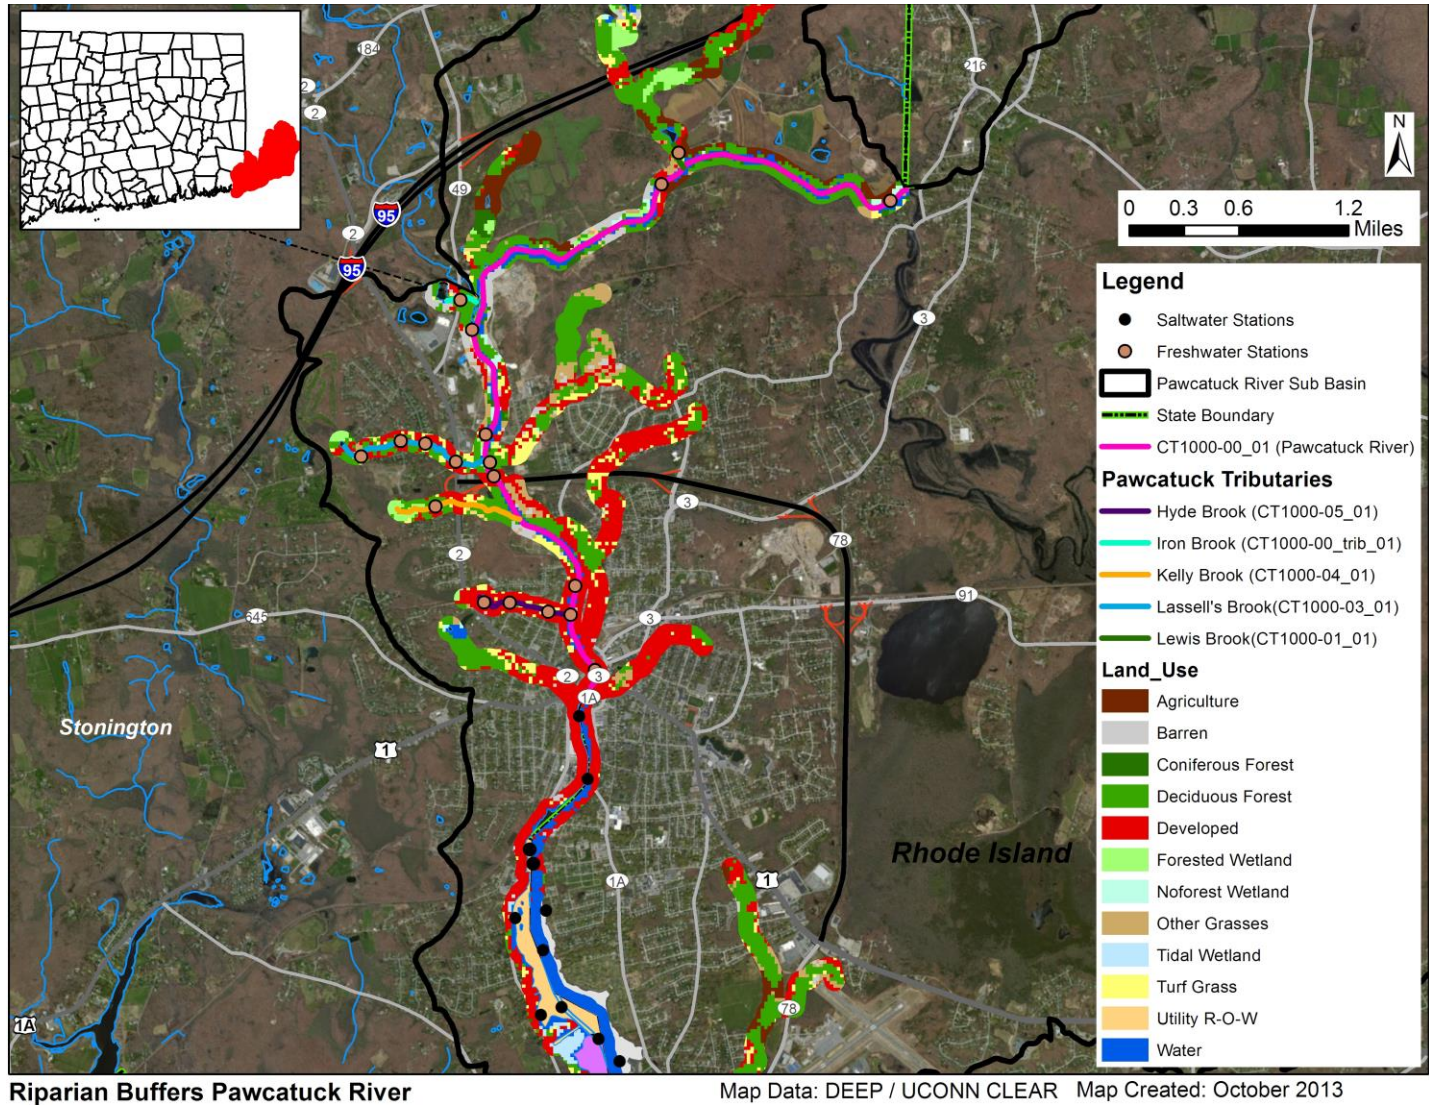 184
2
2
216
N
49
95
2
95
0 0.3 0.6 1.2
Miles
3
Legend
Saltwater Stations
Freshwater Stations
Pawcatuck River Sub Basin
State Boundary
CT1000-00_01 (Pawcatuck River)
Pawcatuck Tributaries
Hyde Brook (CT1000-05_01)
Iron Brook (CT1000-00_trib_01)
Kelly Brook (CT1000-04_01)
Lassell's Brook(CT1000-03_01)
Lewis Brook(CT1000-01_01)
Land_Use
Agriculture
Barren
Coniferous Forest
Deciduous Forest
Developed
Forested Wetland
Noforest Wetland
Other Grasses
Tidal Wetland
Turf Grass
Utility R-O-W
Water
3
78
2
91
645
3
2 3
1A
Stonington
1
Rhode Island
1A
1
78
1A
Riparian Buffers Pawcatuck River
Map Data: DEEP / UCONN CLEAR Map Created: October 2013